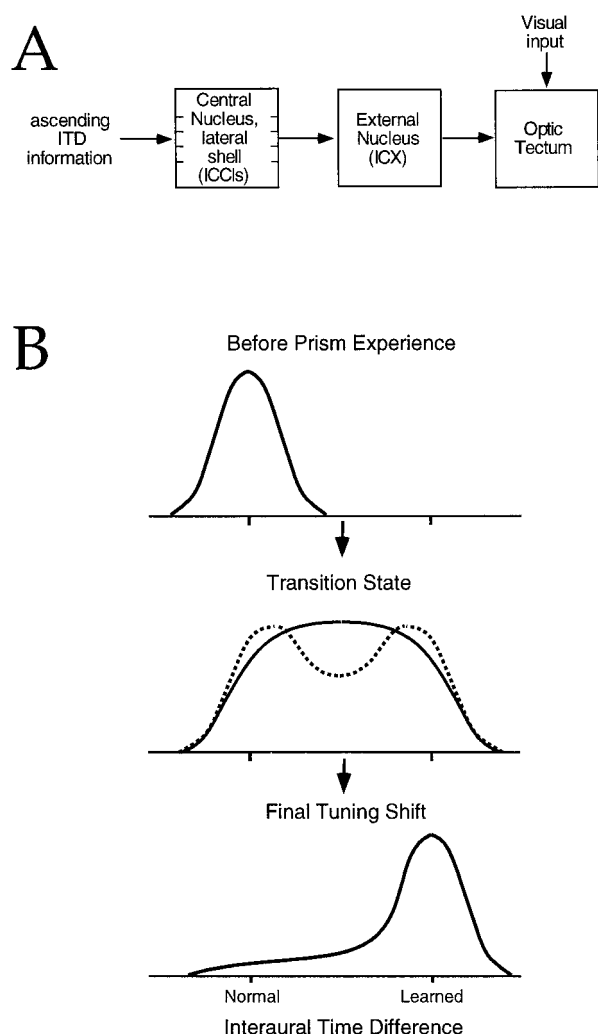 A
Visual
input
ascending
ITD
information
Central
Nucleus,
lateral
shell
(ICCls)
External
Nucleus
(ICX)
Optic
Tectum
B
Before Prism Experience
Transition State
Final Tuning Shift
Normal
Learned
Interaural Time Difference